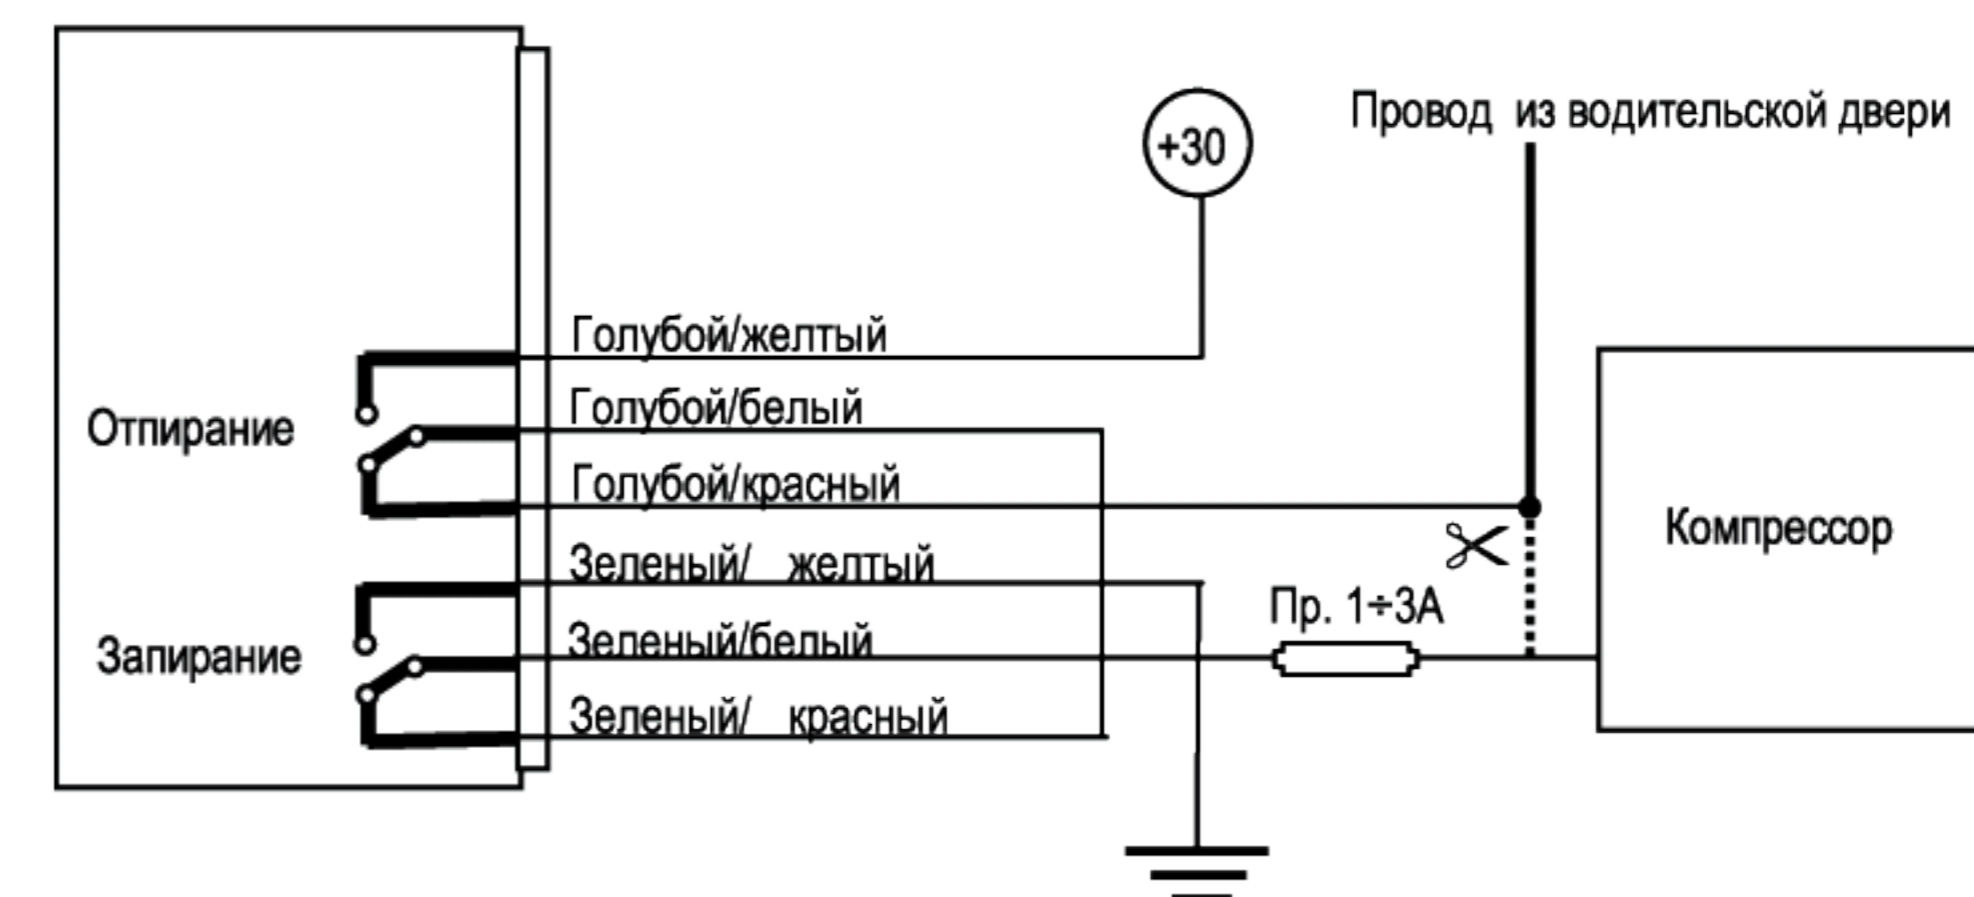 Провод из водительской двери
+30
Голубой/желтый
Голубой/белый
Отпирание
Голубой/красный
Компрессор
Зеленый/ желтый
Пр. 1÷3А
Зеленый/белый
Запирание
Зеленый/ красный